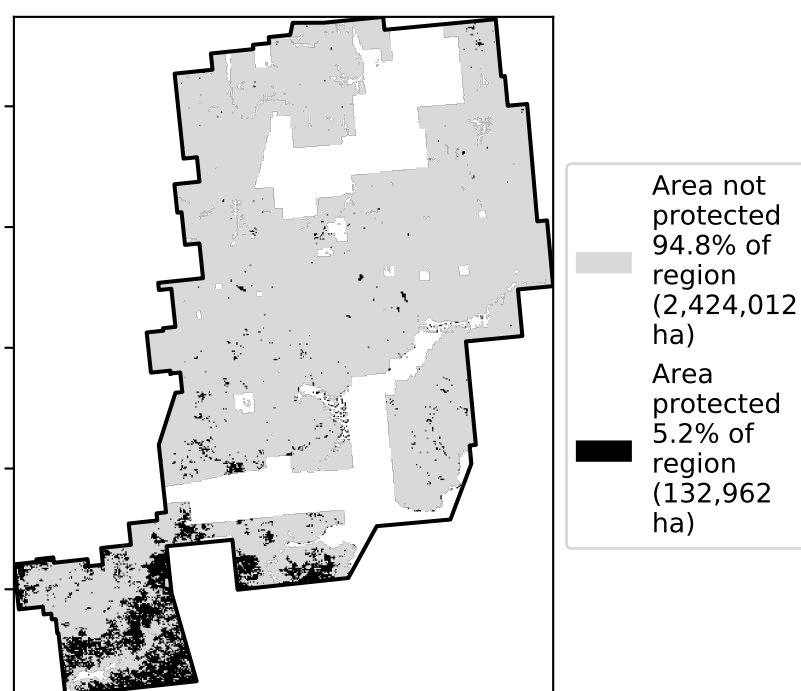 Area not
protected
94.8% of
region
(2,424,012
ha)
Area
protected
5.2% of
region
(132,962
ha)